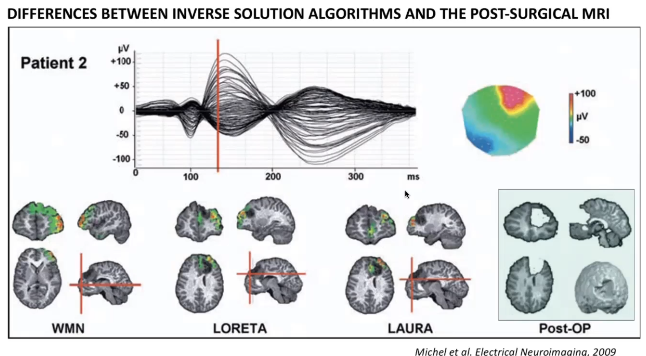 DIFFERENCES BETWEEN INVERSE SOLUTION ALGORITHMS AND THE POST-SURGICAL MRI
Patient 2
μV
+100
+50
0
-50
-100
0
100
200
300
ms
+100
μV
-50
WMN
LORETA
LAURA
Post-OP
Michel et al. Electrical Neuroimaging, 2009